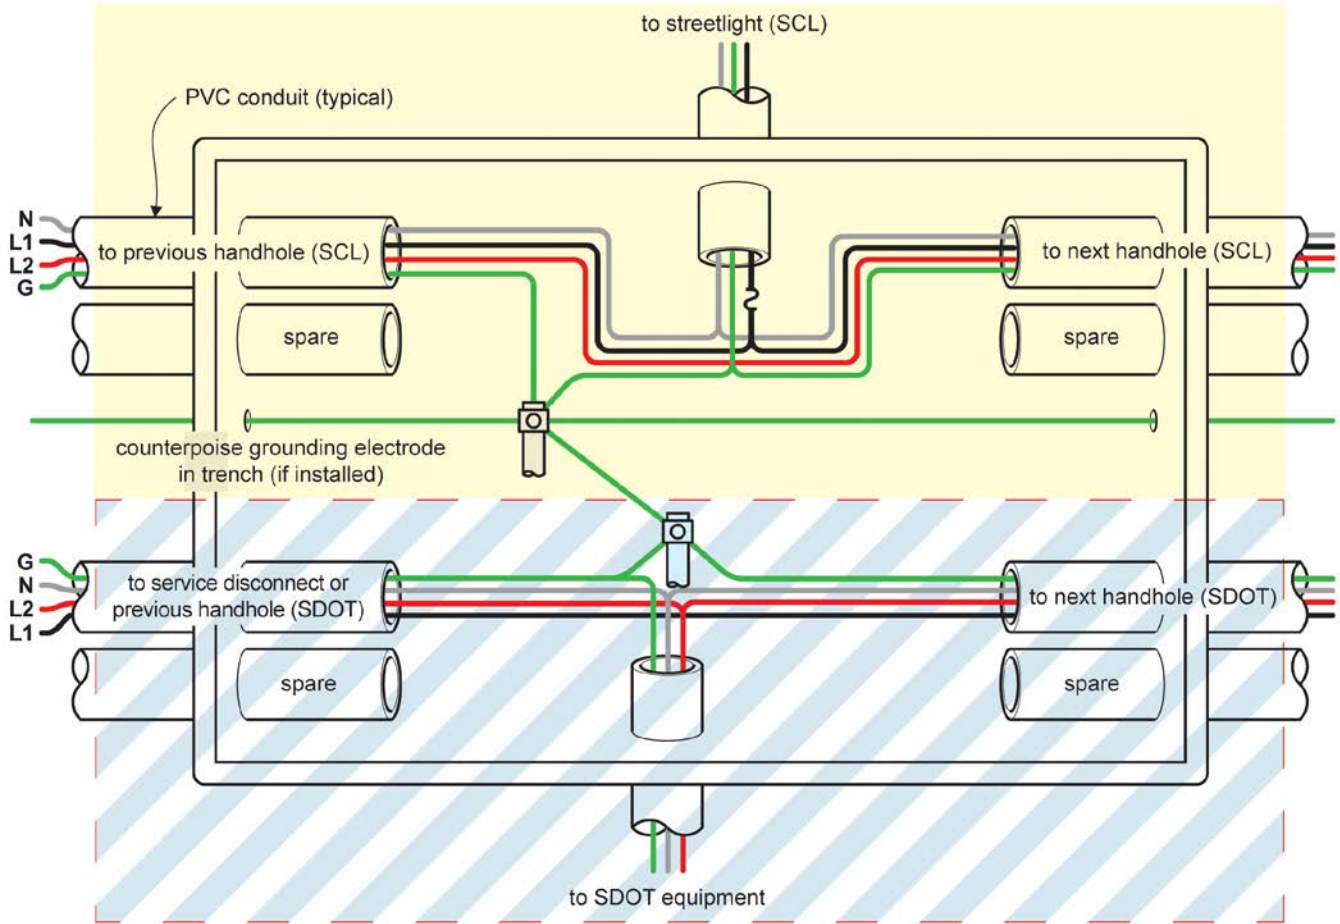 to streetlight (SCL)
PVC conduit (typical)
N
L1
L2
G
to previous handhole (SCL)
to next handhole (SCL)
spare
spare
counterpoise grounding electrode
in trench (if installed)
G
N
L2
L1
to service disconnect or
previous handhole (SDOT)
to next handhole (SDOT)
spare
spare
to SDOT equipment